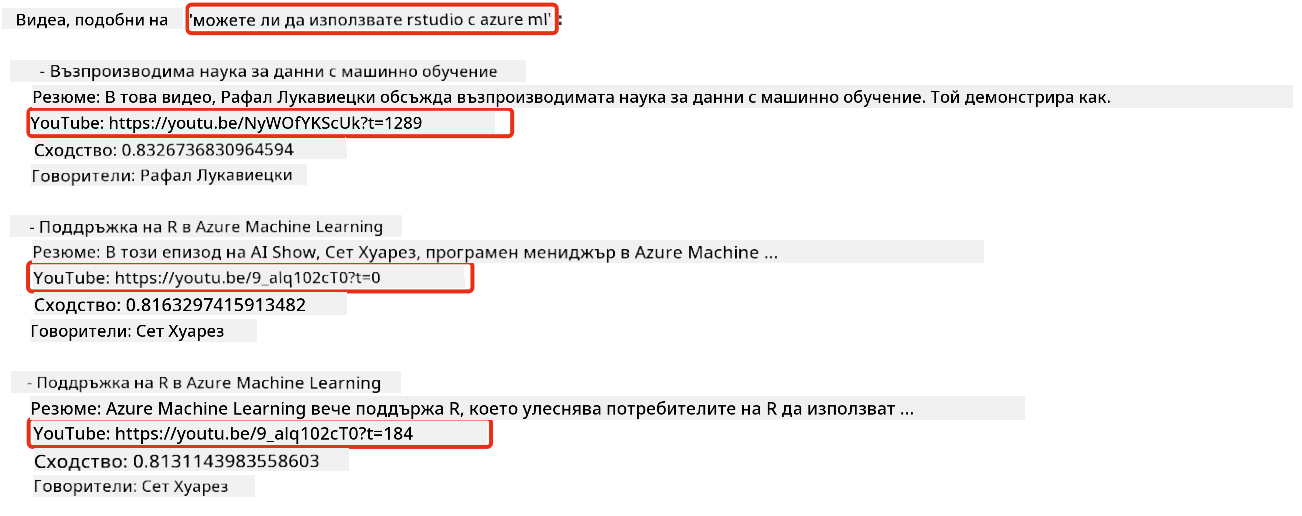 Видеа, подобни на 'можете ли да използвате rstudio с azure ml':
- Възпроизводима наука за данни с машинно обучение
Резюме: В това видео, Рафал Лукавиецки обсъжда възпроизводимата наука за данни с машинно обучение. Той демонстрира как.
YouTube: https://youtu.be/NyWOfYKScUk?t=1289
Сходство: 0.8326736830964594
Говорители: Рафал Лукавиецки
- Поддръжка на R в Azure Machine Learning
Резюме: В този епизод на AI Show, Сет Хуарез, програмен мениджър в Azure Machine ...
YouTube: https://youtu.be/9_alq102cT0?t=0
Сходство: 0.8163297415913482
Говорители: Сет Хуарез
- Поддръжка на R в Azure Machine Learning
Резюме: Azure Machine Learning вече поддържа R, което улеснява потребителите на R да използват ...
YouTube: https://youtu.be/9_alq102cT0?t=184
Сходство: 0.8131143983558603
Говорители: Сет Хуарез